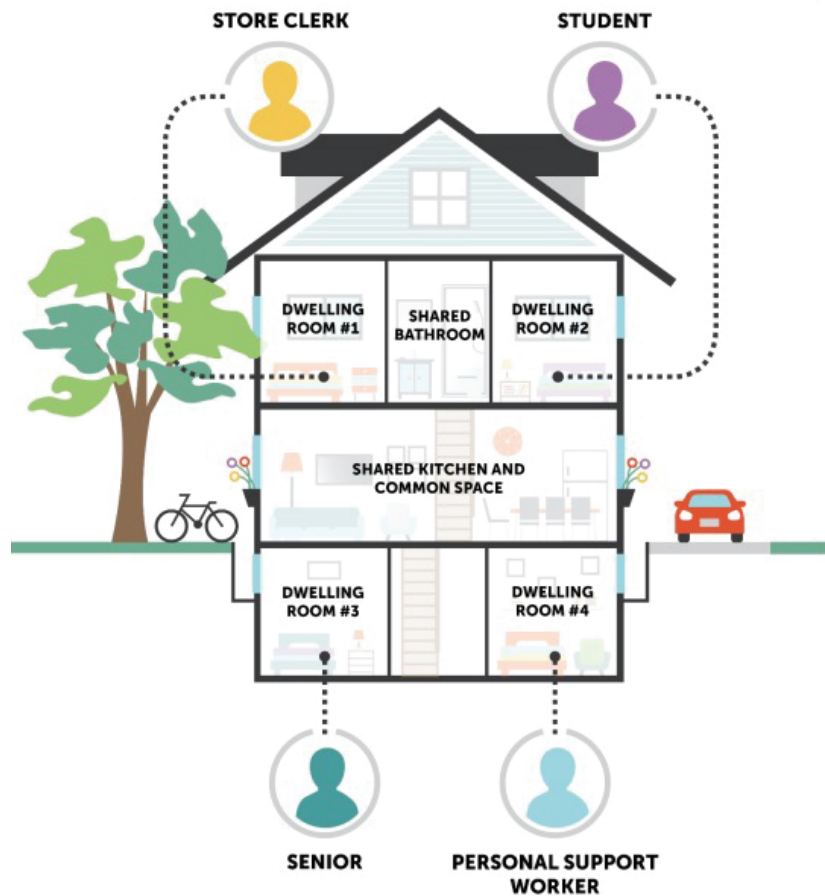 STORE CLERK
STUDENT
DWELLING
ROOM #1
SHARED
BATHROOM
DWELLING
ROOM #2
SHARED KITCHEN AND
COMMON SPACE
DWELLING
ROOM #3
DWELLING
ROOM #4
SENIOR
PERSONAL SUPPORT
WORKER